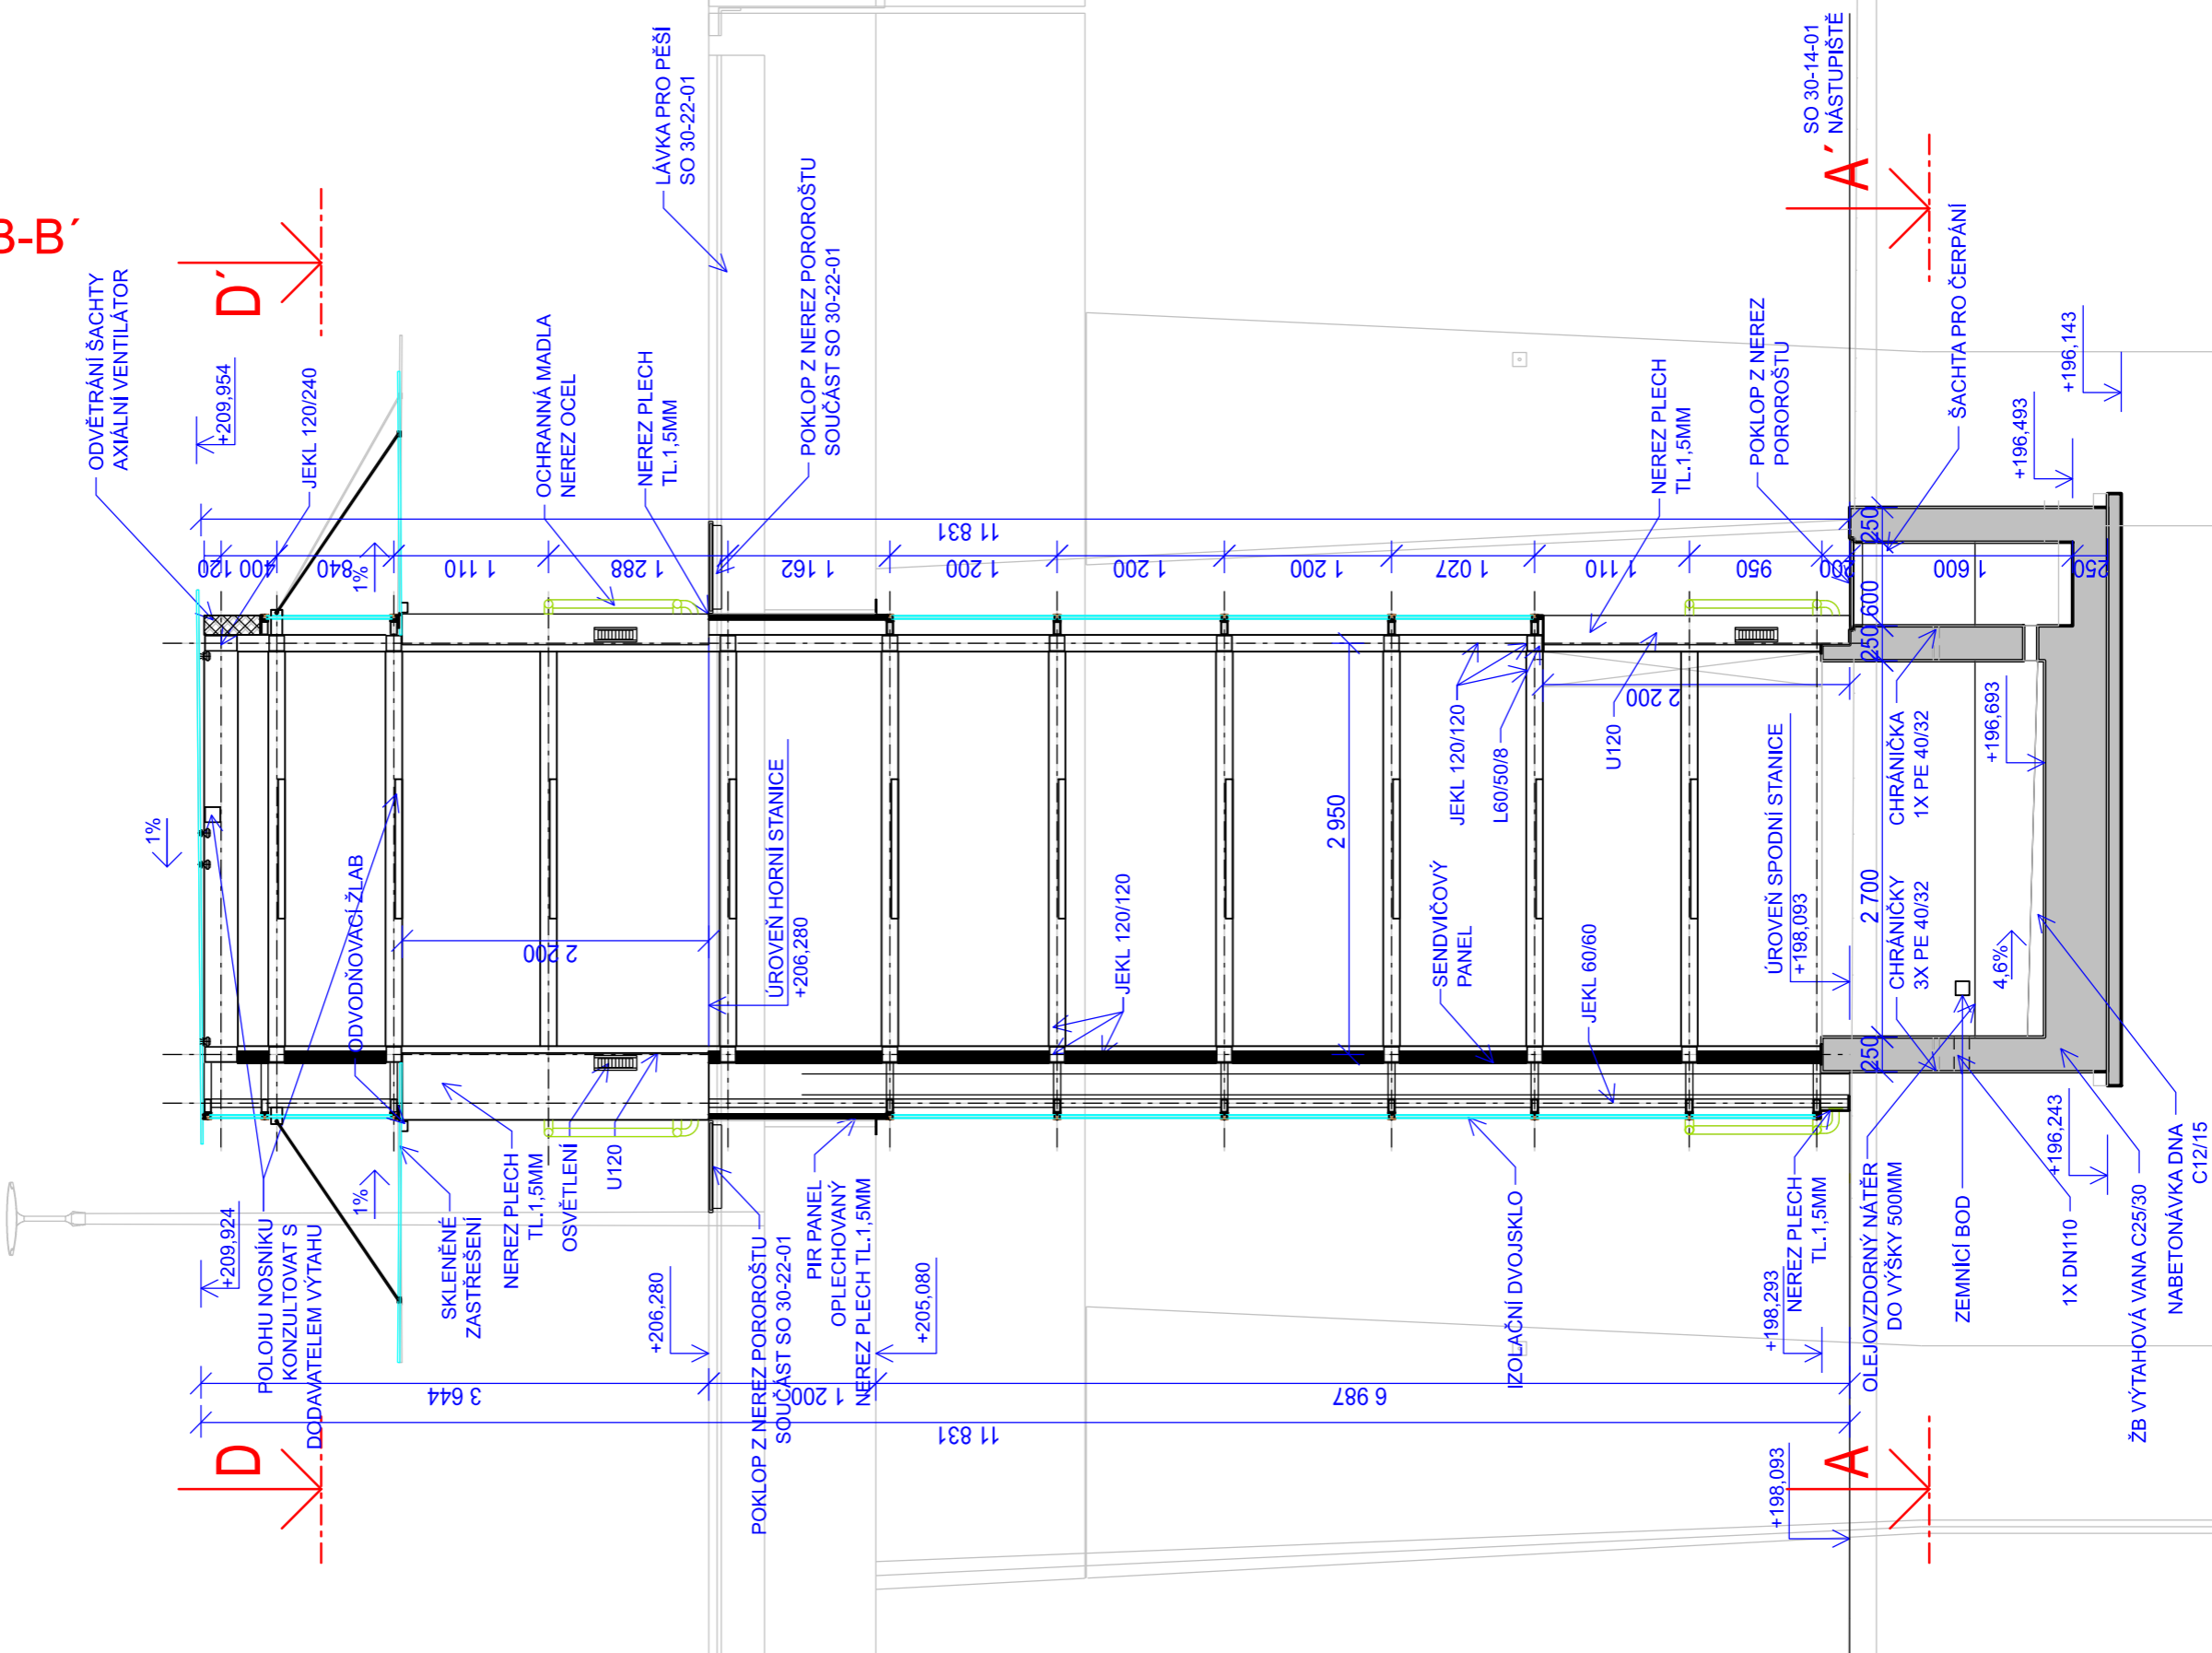 B-B´
ODVĚTRÁNÍ ŠACHTY
AXIÁLNÍ VENTILÁTOR
D´
+209,954
JEKL 120/240
OCHRANNÁ MADLA
NEREZ OCEL
NEREZ PLECH
TL.1,5MM
LÁVKA PRO PĚŠÍ
SO 30-22-01
POKLOP Z NEREZ POROROŠTU
SOUČÁST SO 30-22-01
SO 30-14-01
NÁSTUPIŠTĚ
A´
NEREZ PLECH
TL.1,5MM
POKLOP Z NEREZ
POROROŠTU
ŠACHTA PRO ČERPÁNÍ
+196,493
+196,143
11 831
120
400
840
1 110
1 288
1 162
1 200
1 200
1 200
1 027
1 110
950
200
1 600
250
1%
250
600
250
2 700
250
1%
2 200
2 200
2 950
JEKL 120/120
L60/50/8
U120
ÚROVEŇ SPODNÍ STANICE
+198,093
CHRÁNIČKA
1X PE 40/32
CHRÁNIČKY
3X PE 40/32
+196,693
4,6%
ODVODŇOVACÍ ŽLAB
ÚROVEŇ HORNÍ STANICE
+206,280
JEKL 120/120
SENDVIČOVÝ
PANEL
JEKL 60/60
+209,924
POLOHU NOSNÍKU
KONZULTOVAT S
DODAVATELEM VÝTAHU
1%
SKLENĚNÉ
ZASTŘEŠENÍ
NEREZ PLECH
TL.1,5MM
OSVĚTLENÍ
U120
+206,280
POKLOP Z NEREZ POROROŠTU
SOUČÁST SO 30-22-01
PIR PANEL
OPLECHOVANÝ
NEREZ PLECH TL.1,5MM
+205,080
IZOLAČNÍ DVOJSKLO
+198,293
NEREZ PLECH
TL.1,5MM
OLEJOVZDORNÝ NÁTĚR
DO VÝŠKY 500MM
ZEMNÍCÍ BOD
+196,243
1X DN110
ŽB VÝTAHOVÁ VANA C25/30
NABETONÁVKA DNA
C12/15
3 644
1 200
6 987
11 831
D
+198,093
A